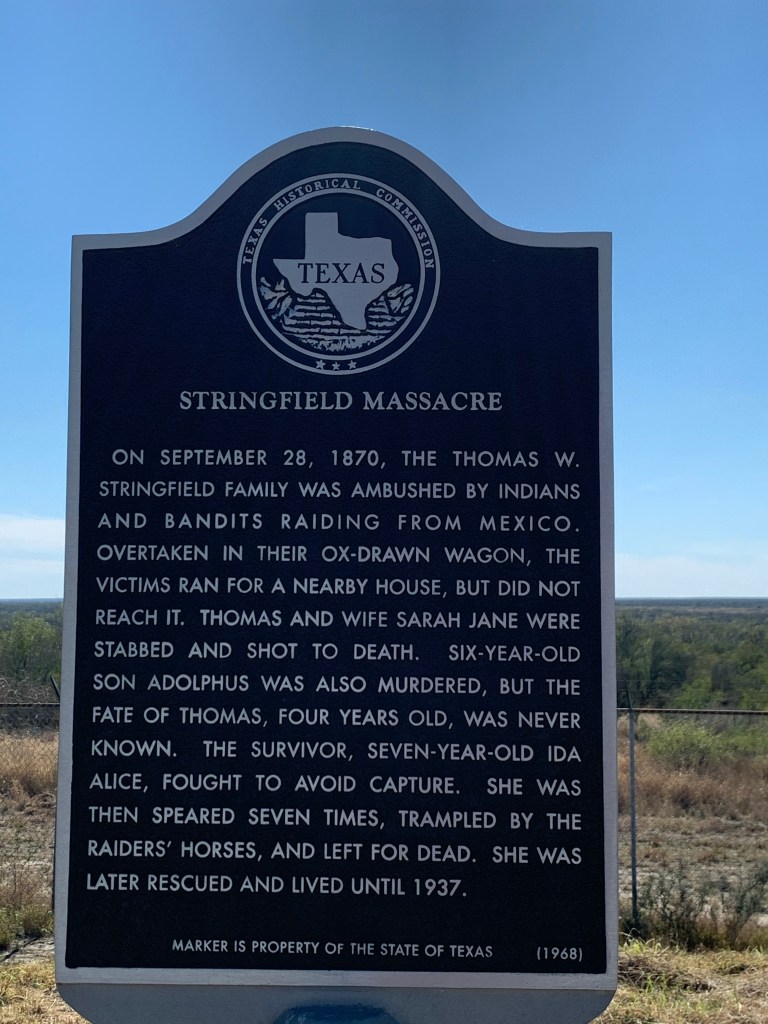 TEXAS HISTORICAL COMMISSION
TEXAS
STRINGFIELD MASSACRE
ON SEPTEMBER 28, 1870, THE THOMAS W.
STRINGFIELD FAMILY WAS AMBUSHED BY INDIANS
AND BANDITS RAIDING FROM MEXICO.
OVERTAKEN IN THEIR OX-DRAWN WAGON, THE
VICTIMS RAN FOR A NEARBY HOUSE, BUT DID NOT
REACH IT. THOMAS AND WIFE SARAH JANE WERE
STABBED AND SHOT TO DEATH. SIX-YEAR-OLD
SON ADOLPHUS WAS ALSO MURDERED, BUT THE
FATE OF THOMAS, FOUR YEARS OLD, WAS NEVER
KNOWN. THE SURVIVOR, SEVEN-YEAR-OLD IDA
ALICE, FOUGHT TO AVOID CAPTURE. SHE WAS
THEN SPEARED SEVEN TIMES, TRAMPLED BY THE
RAIDERS' HORSES, AND LEFT FOR DEAD. SHE WAS
LATER RESCUED AND LIVED UNTIL 1937.
MARKER IS PROPERTY OF THE STATE OF TEXAS (1968)